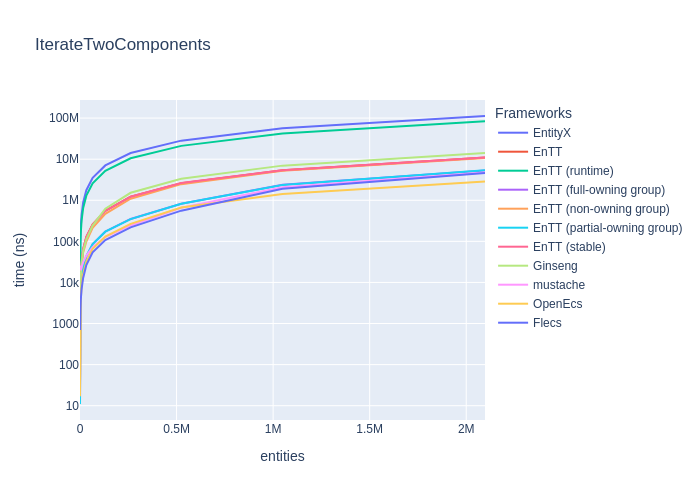 IterateTwoComponents
Frameworks
EntityX
EnTT
EnTT (runtime)
EnTT (full-owning group)
EnTT (non-owning group)
EnTT (partial-owning group)
EnTT (stable)
Ginseng
mustache
OpenEcs
Flecs
time (ns)
100M
10M
1M
100k
10k
1000
100
10
0
0.5M
1M
1.5M
2M
entities